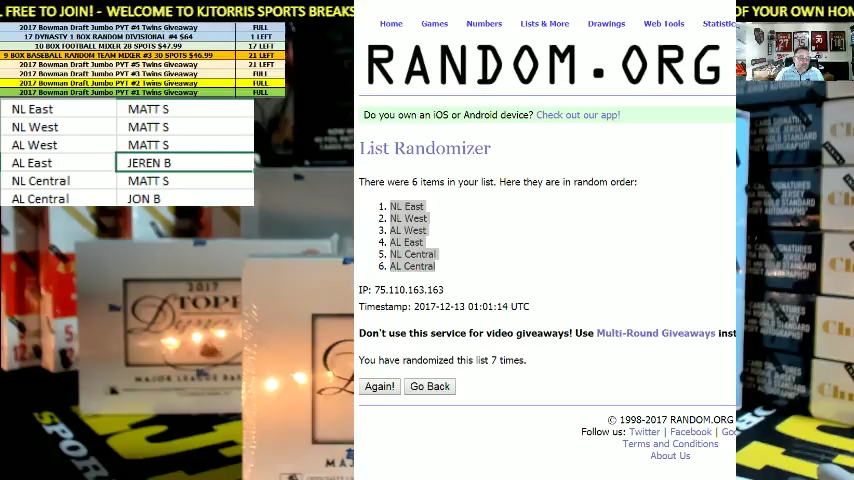 FREE TO JOIN! - WELCOME TO KJTORRIS SPORTS BREAKS
OF YOUR OWN HOM
2017 Bowman Draft Jumbo PYT #4 Twins Giveaway FULL
17 DYNASTY 1 BOX RANDOM DIVISIONAL #4 $64 1 LEFT
10 BOX FOOTBALL MIXER 28 SPOTS $47.99 17 LEFT
9 BOX BASEBALL RANDOM TEAM MIXER #3 30 SPOTS $46.99 21 LEFT
2017 Bowman Draft Jumbo PYT #5 Twins Giveaway 21 LEFT
2017 Bowman Draft Jumbo PYT #3 Twins Giveaway FULL
2017 Bowman Draft Jumbo PYT #2 Twins Giveaway FULL
2017 Bowman Draft Jumbo PYT #1 Twins Giveaway FULL
NL East MATT S
NL West MATT S
AL West MATT S
AL East JEREN B
NL Central MATT S
AL Central JON B
Home Games Numbers Lists & More Drawings Web Tools Statistic
RANDOM.ORG
Do you own an iOS or Android device? Check out our app!
List Randomizer
There were 6 items in your list. Here they are in random order:
1. NL East
2. NL West
3. AL West
4. AL East
5. NL Central
6. AL Central
IP: 75.110.163.163
Timestamp: 2017-12-13 01:01:14 UTC
Don't use this service for video giveaways! Use Multi-Round Giveaways inst
You have randomized this list 7 times.
Again! Go Back
© 1998-2017 RANDOM.ORG
Follow us: Twitter | Facebook | Goo
Terms and Conditions
About Us
2017
TOPP
MAJOR LEAGUE BA